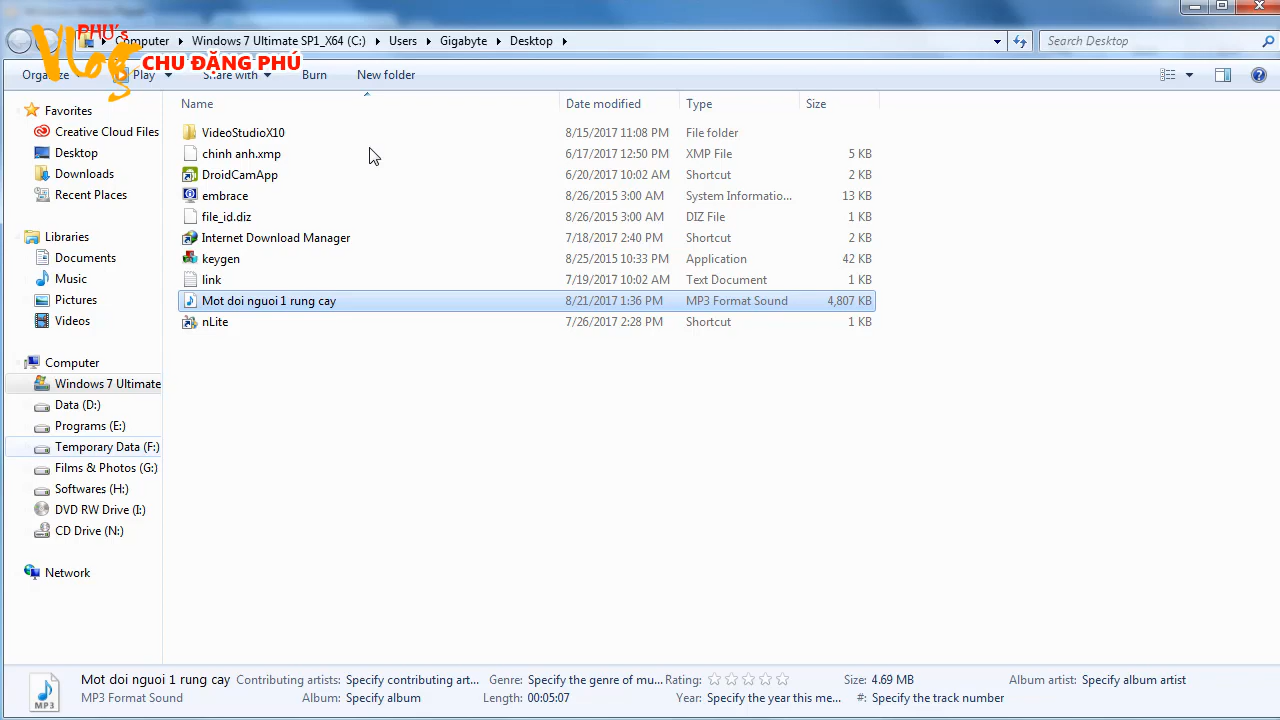 PHÚ's
Vlog
CHU ĐĂNG PHÚ
Computer Windows 7 Ultimate SP1_X64 (C:) Users Gigabyte Desktop
Search Desktop
Organize Play Share with Burn New folder
Name Date modified Type Size
VideoStudioX10 8/15/2017 11:08 PM File folder
chinh anh.xmp 6/17/2017 12:50 PM XMP File 5 KB
DroidCamApp 6/20/2017 10:02 AM Shortcut 2 KB
embrace 8/26/2015 3:00 AM System Informatio... 13 KB
file_id.diz 8/26/2015 3:00 AM DIZ File 1 KB
Internet Download Manager 7/18/2017 2:40 PM Shortcut 2 KB
keygen 8/25/2015 10:33 PM Application 42 KB
link 7/19/2017 10:02 AM Text Document 1 KB
Mot doi nguoi 1 rung cay 8/21/2017 1:36 PM MP3 Format Sound 4,807 KB
nLite 7/26/2017 2:28 PM Shortcut 1 KB
Favorites
Creative Cloud Files
Desktop
Downloads
Recent Places
Libraries
Documents
Music
Pictures
Videos
Computer
Windows 7 Ultimate
Data (D:)
Programs (E:)
Temporary Data (F:)
Films & Photos (G:)
Softwares (H:)
DVD RW Drive (I:)
CD Drive (N:)
Network
Mot doi nguoi 1 rung cay Contributing artists: Specify contributing art... Genre: Specify the genre of mu... Rating: Size: 4.69 MB Album artist: Specify album artist
MP3 Format Sound Album: Specify album Length: 00:05:07 Year: Specify the year this me... #: Specify the track number
MP3